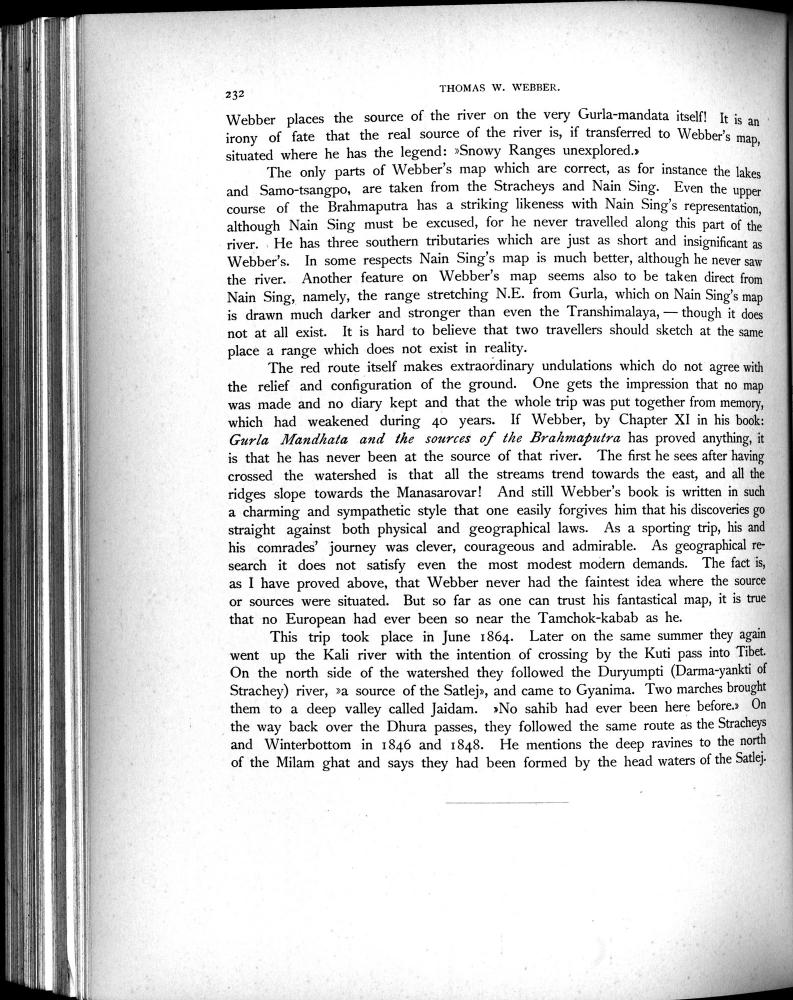 232
THOMAS W. WEBBER.
Webber places the source of the river on the very Gurla-mandata itself! It is an
irony of fate that the real source of the river is, if transferred to Webber's map,
situated where he has the legend: »Snowy Ranges unexplored.»
The only parts of Webber's map which are correct, as for instance the lakes
and Samo-tsangpo, are taken from the Stracheys and Nain Sing. Even the upper
course of the Brahmaputra has a striking likeness with Nain Sing's representation,
although Nain Sing must be excused, for he never travelled along this part of the
river. He has three southern tributaries which are just as short and insignificant as
Webber's. In some respects Nain Sing's map is much better, although he never saw
the river. Another feature on Webber's map seems also to be taken direct from
Nain Sing, namely, the range stretching N.E. from Gurla, which on Nain Sing's map
is drawn much darker and stronger than even the Transhimalaya, — though it does
not at all exist. It is hard to believe that two travellers should sketch at the same
place a range which does not exist in reality.
The red route itself makes extraordinary undulations which do not agree with
the relief and configuration of the ground. One gets the impression that no map
was made and no diary kept and that the whole trip was put together from memory,
which had weakened during 40 years. If Webber, by Chapter XI in his book:
Gurla Mandhata and the sources of the Brahmaputra has proved anything, it
is that he has never been at the source of that river. The first he sees after having
crossed the watershed is that all the streams trend towards the east, and all the
ridges slope towards the Manasarovar! And still Webber's book is written in such
a charming and sympathetic style that one easily forgives him that his discoveries go
straight against both physical and geographical laws. As a sporting trip, his and
his comrades' journey was clever, courageous and admirable. As geographical re-
search it does not satisfy even the most modest modern demands. The fact is,
as I have proved above, that Webber never had the faintest idea where the source
or sources were situated. But so far as one can trust his fantastical map, it is true
that no European had ever been so near the Tamchok-kabab as he.
This trip took place in June 1864. Later on the same summer they again
went up the Kali river with the intention of crossing by the Kuti pass into Tibet.
On the north side of the watershed they followed the Duryumpti (Darma-yankti of
Strachey) river, »a source of the Satlej», and came to Gyanima. Two marches brought
them to a deep valley called Jaidam. »No sahib had ever been here before.» On
the way back over the Dhura passes, they followed the same route as the Stracheys
and Winterbottom in 1846 and 1848. He mentions the deep ravines to the north
of the Milam ghat and says they had been formed by the head waters of the Satlej.